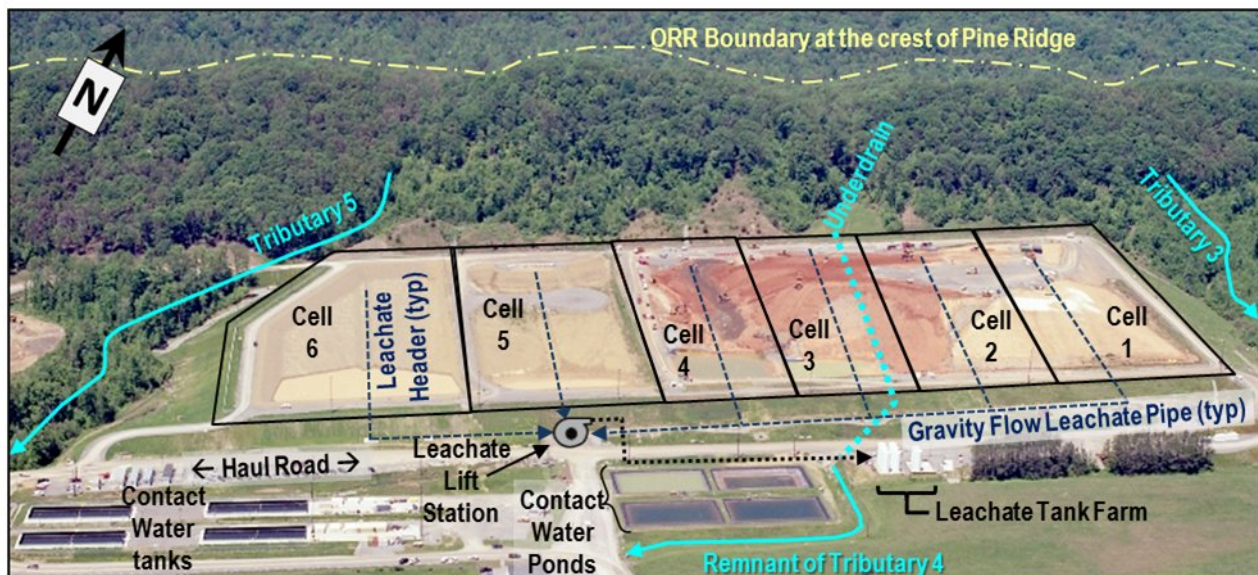 ORR Boundary at the crest of Pine Ridge
N
Tributary 5
Underdrain
Tributary 3
Cell
6
Leachate
Header (typ)
Cell
5
Cell
4
Cell
3
Cell
2
Cell
1
Gravity Flow Leachate Pipe (typ)
← Haul Road →
Leachate
Lift
Station
Contact
Water
tanks
Contact
Water
Ponds
Leachate Tank Farm
Remnant of Tributary 4